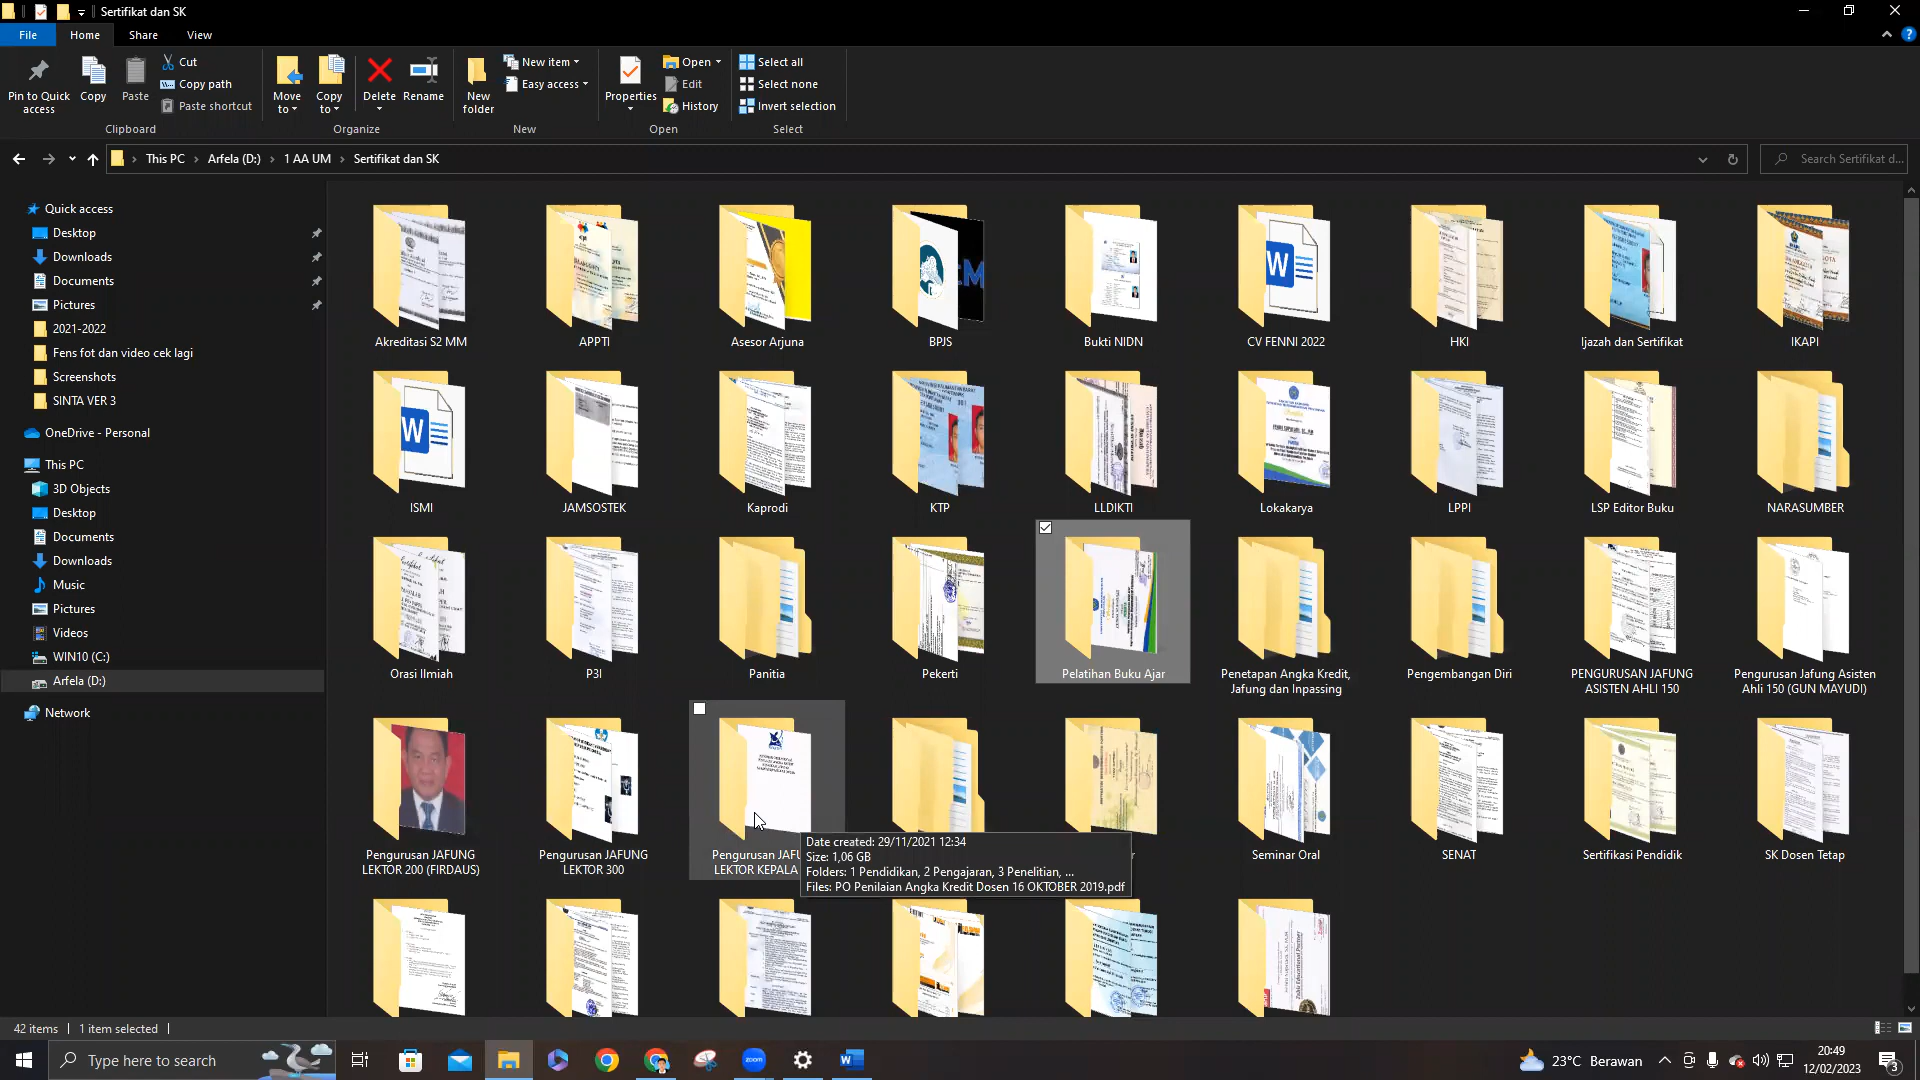 Sertifikat dan SK
File
Home
Share
View
Pin to Quick access
Copy
Paste
Cut
Copy path
Paste shortcut
Clipboard
Move to
Copy to
Delete
Rename
Organize
New folder
New item
Easy access
New
Properties
Open
Edit
History
Open
Select all
Select none
Invert selection
Select
This PC > Arfela (D:) > 1 AA UM > Sertifikat dan SK
Search Sertifikat d...
Quick access
Desktop
Downloads
Documents
Pictures
2021-2022
Fens fot dan video cek lagi
Screenshots
SINTA VER 3
OneDrive - Personal
This PC
3D Objects
Desktop
Documents
Downloads
Music
Pictures
Videos
WIN10 (C:)
Arfela (D:)
Network
Akreditasi S2 MM
APPTI
Asesor Arjuna
BPJS
Bukti NIDN
CV FENNI 2022
HKI
Ijazah dan Sertifikat
IKAPI
ISMI
JAMSOSTEK
Kaprodi
KTP
LLDIKTI
Lokakarya
LPPI
LSP Editor Buku
NARASUMBER
Orasi Ilmiah
P3I
Panitia
Pekerti
Pelatihan Buku Ajar
Penetapan Angka Kredit,
Jafung dan Inpassing
Pengembangan Diri
PENGURUSAN JAFUNG
ASISTEN AHLI 150
Pengurusan Jafung Asisten
Ahli 150 (GUN MAYUDI)
Pengurusan JAFUNG
LEKTOR 200 (FIRDAUS)
Pengurusan JAFUNG
LEKTOR 300
Pengurusan JAFU
LEKTOR KEPALA
Date created: 29/11/2021 12:34
Size: 1,06 GB
Folders: 1 Pendidikan, 2 Pengajaran, 3 Penelitian, ...
Files: PO Penilaian Angka Kredit Dosen 16 OKTOBER 2019.pdf
Seminar Oral
SENAT
Sertifikasi Pendidik
SK Dosen Tetap
42 items
1 item selected
Type here to search
zoom
23°C Berawan
20:49
12/02/2023
3